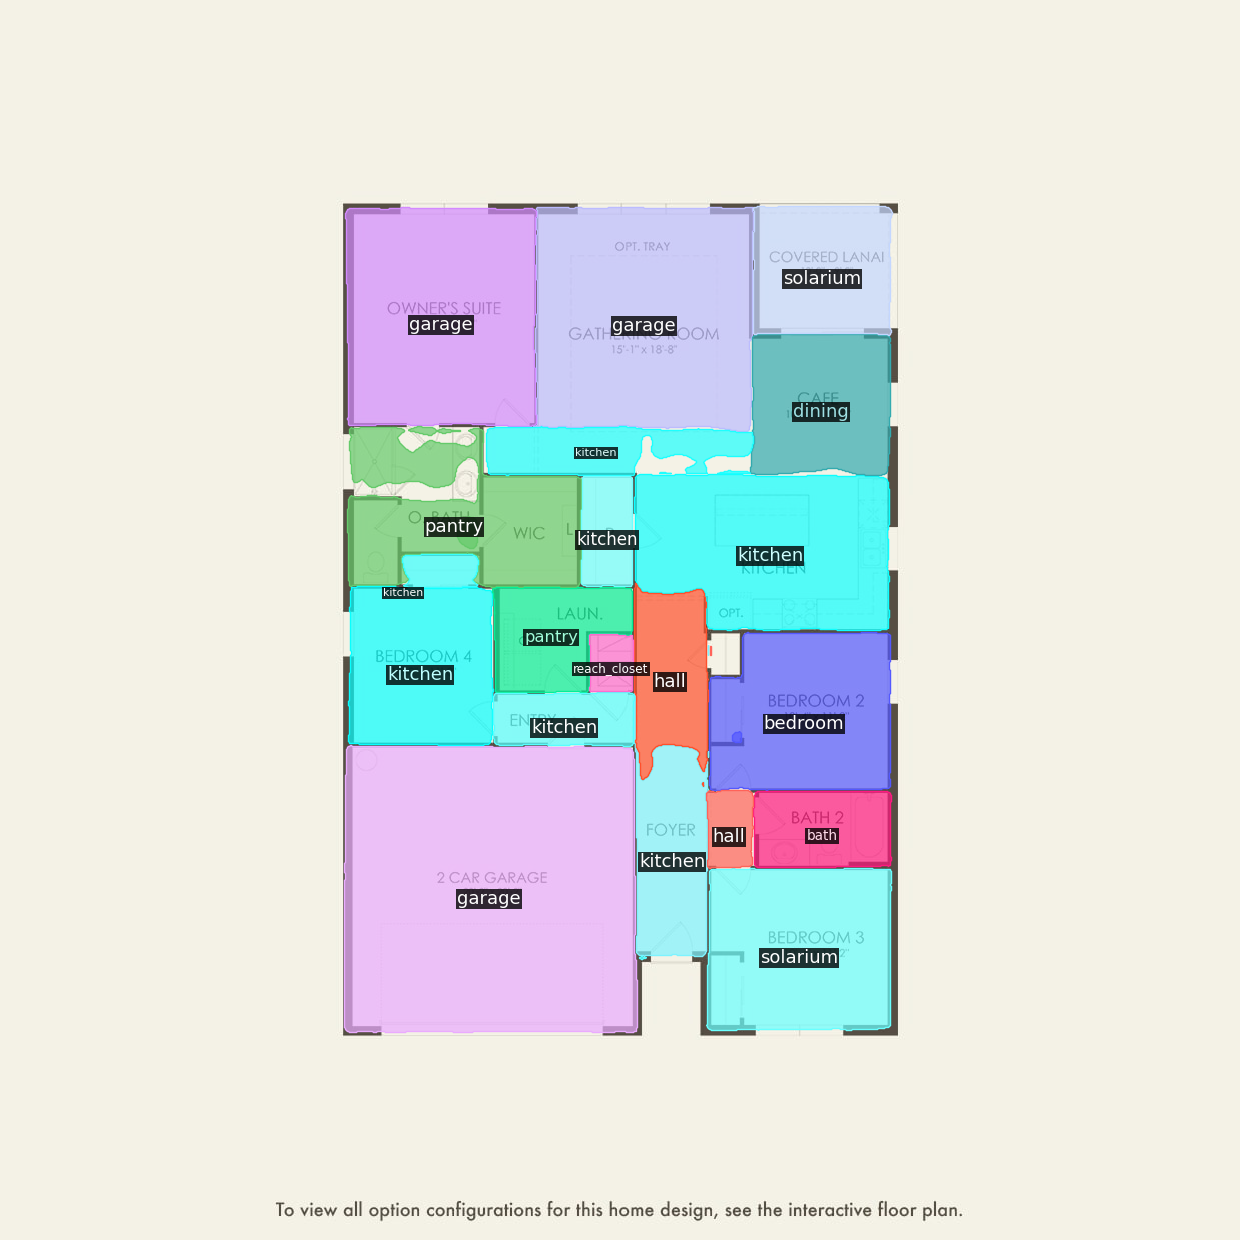 OPT. TRAY
COVERED LANAI
solarium
OWNER'S SUITE
garage
garage
GATHERING ROOM
15'-1" x 18'-8"
CAFE
dining
kitchen
O. BATH
pantry
WIC
L
kitchen
kitchen
KITCHEN
kitchen
LAUN.
OPT.
pantry
BEDROOM 4
kitchen
reach_closet
hall
BEDROOM 2
bedroom
ENTRY
kitchen
FOYER
kitchen
BATH 2
bath
hall
2 CAR GARAGE
garage
BEDROOM 3
solarium
To view all option configurations for this home design, see the interactive floor plan.